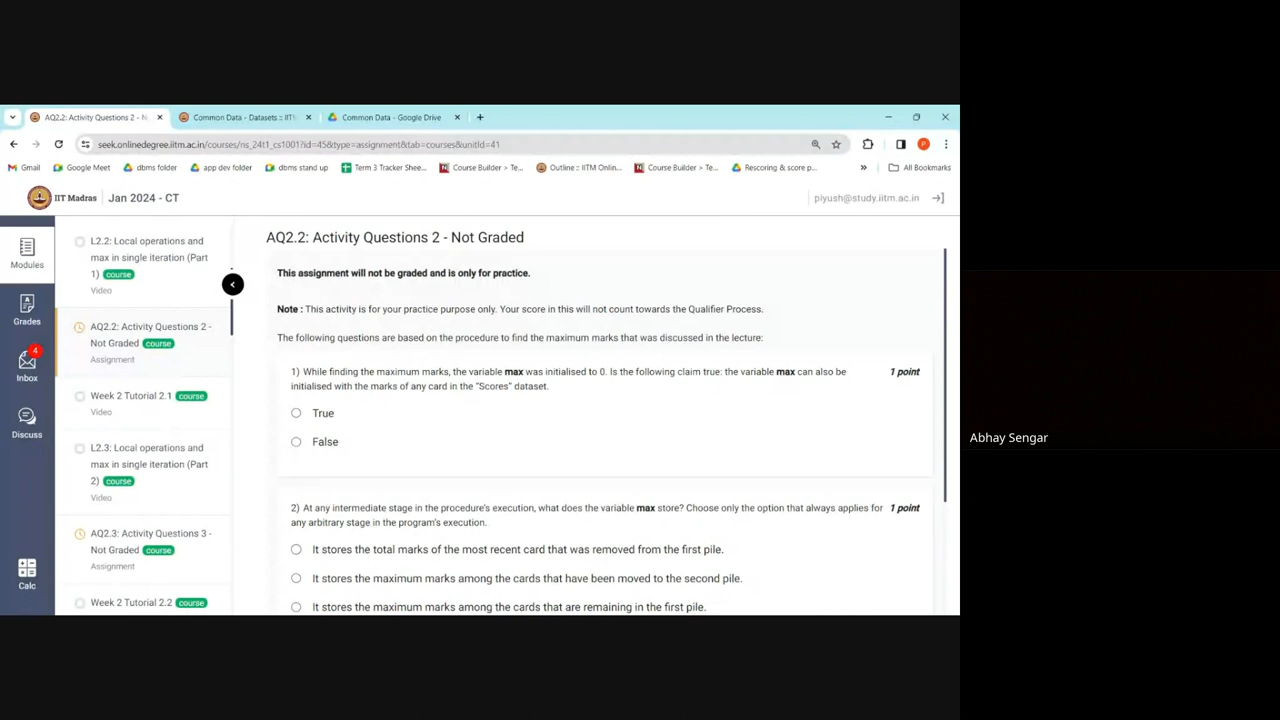 AQ2.2: Activity Questions 2 - N
Common Data - Datasets :: IIT
Common Data - Google Drive
seek.onlinedegree.iitm.ac.in/courses/ns_24t1_cs1001?id=45&type=assignment&tab=courses&unitId=41
Gmail
Google Meet
dbms folder
app dev folder
dbms stand up
Term 3 Tracker Shee...
Course Builder > Te...
Outline :: IITM Onlin...
Course Builder > Te...
Rescoring & score p...
»
All Bookmarks
IIT Madras
Jan 2024 - CT
piyush@study.iitm.ac.in
Modules
Grades
4
Inbox
Discuss
Calc
L2.2: Local operations and
max in single iteration (Part
1) course
Video
AQ2.2: Activity Questions 2 -
Not Graded course
Assignment
Week 2 Tutorial 2.1 course
Video
L2.3: Local operations and
max in single iteration (Part
2) course
Video
AQ2.3: Activity Questions 3 -
Not Graded course
Assignment
Week 2 Tutorial 2.2 course
AQ2.2: Activity Questions 2 - Not Graded
This assignment will not be graded and is only for practice.
Note : This activity is for your practice purpose only. Your score in this will not count towards the Qualifier Process.
The following questions are based on the procedure to find the maximum marks that was discussed in the lecture:
1) While finding the maximum marks, the variable max was initialised to 0. Is the following claim true: the variable max can also be 1 point
initialised with the marks of any card in the "Scores" dataset.
True
False
2) At any intermediate stage in the procedure's execution, what does the variable max store? Choose only the option that always applies for 1 point
any arbitrary stage in the program's execution.
It stores the total marks of the most recent card that was removed from the first pile.
It stores the maximum marks among the cards that have been moved to the second pile.
It stores the maximum marks among the cards that are remaining in the first pile.
Abhay Sengar